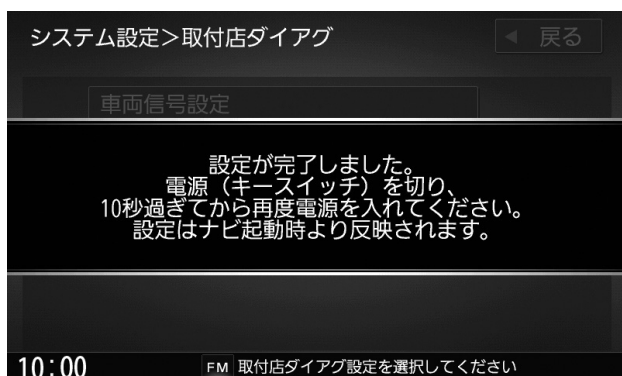 システム設定＞取付店ダイアグ
戻る
車両信号設定
設定が完了しました。
電源（キースイッチ）を切り、
10秒過ぎてから再度電源を入れてください。
設定はナビ起動時より反映されます。
10:00
FM 取付店ダイアグ設定を選択してください